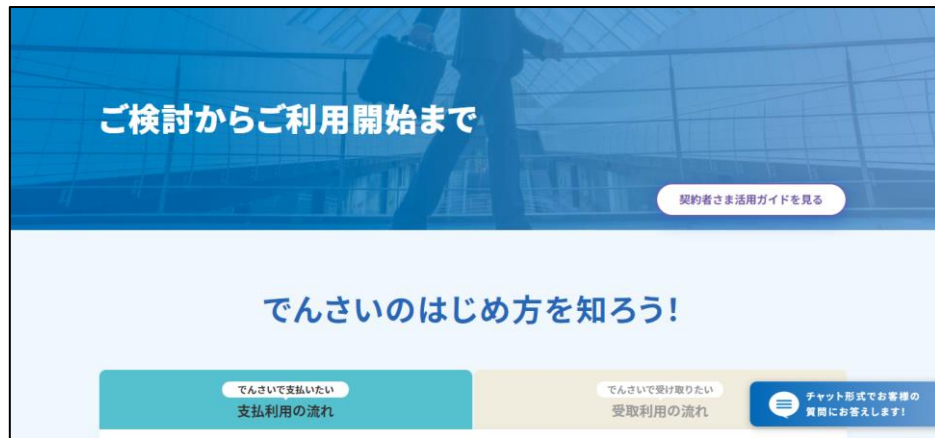 ご検討からご利用開始まで
契約者さま活用ガイドを見る
でんさいのはじめ方を知ろう!
でんさいで支払いたい
支払利用の流れ
でんさいで受け取りたい
受取利用の流れ
チャット形式でお客様の
質問にお答えします!